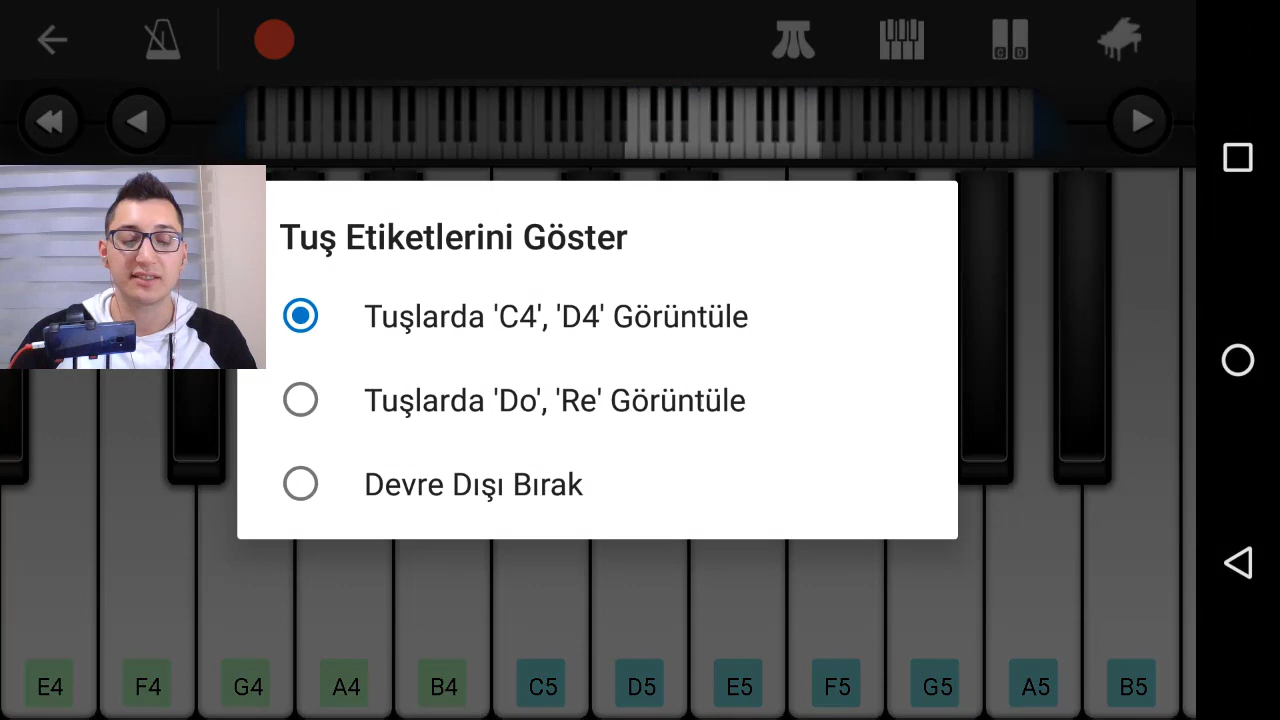 C D
Tuş Etiketlerini Göster
Tuşlarda 'C4', 'D4' Görüntüle
Tuşlarda 'Do', 'Re' Görüntüle
Devre Dışı Bırak
E4 F4 G4 A4 B4 C5 D5 E5 F5 G5 A5 B5